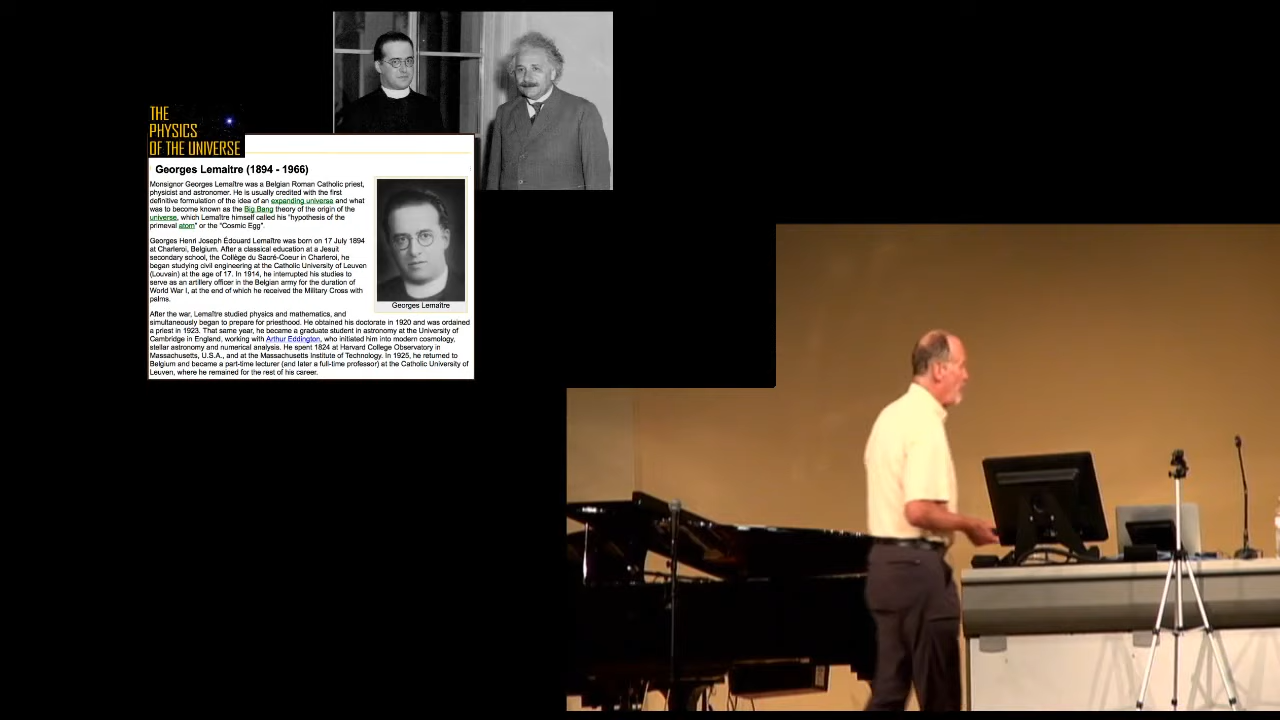 THE
PHYSICS
OF THE UNIVERSE
Georges Lemaitre (1894 - 1966)
Monsignor Georges Lemaître was a Belgian Roman Catholic priest,
physicist and astronomer. He is usually credited with the first
definitive formulation of the idea of an expanding universe and what
was to become known as the Big Bang theory of the origin of the
universe, which Lemaître himself called his "hypothesis of the
primeval atom" or the "Cosmic Egg".
Georges Henri Joseph Édouard Lemaître was born on 17 July 1894
at Charleroi, Belgium. After a classical education at a Jesuit
secondary school, the Collège du Sacré-Coeur in Charleroi, he
began studying civil engineering at the Catholic University of Leuven
(Louvain) at the age of 17. In 1914, he interrupted his studies to
serve as an artillery officer in the Belgian army for the duration of
World War I, at the end of which he received the Military Cross with
palms.
Georges Lemaître
After the war, Lemaître studied physics and mathematics, and
simultaneously began to prepare for priesthood. He obtained his doctorate in 1920 and was ordained
a priest in 1923. That same year, he became a graduate student in astronomy at the University of
Cambridge in England, working with Arthur Eddington, who initiated him into modern cosmology,
stellar astronomy and numerical analysis. He spent 1824 at Harvard College Observatory in
Massachusetts, U.S.A., and at the Massachusetts Institute of Technology. In 1925, he returned to
Belgium and became a part-time lecturer (and later a full-time professor) at the Catholic University of
Leuven, where he remained for the rest of his career.